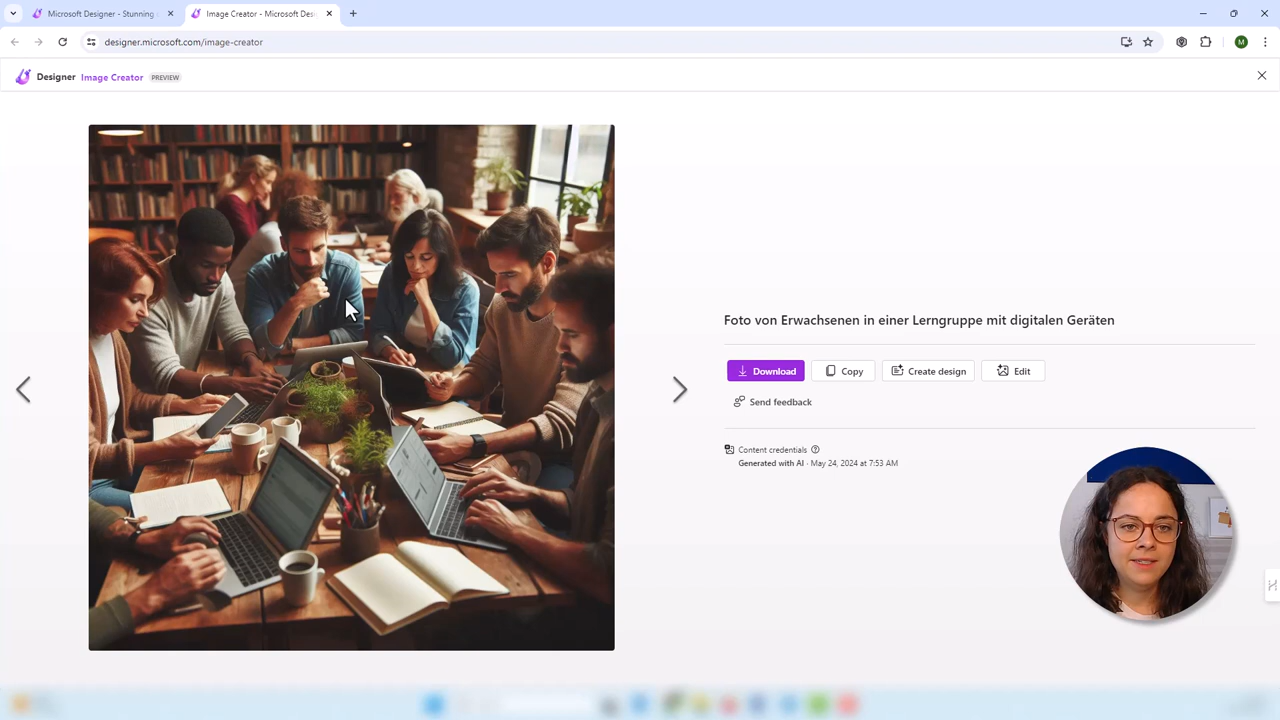 Microsoft Designer - Stunning
Image Creator - Microsoft Des
designer.microsoft.com/image-creator
M
Designer Image Creator PREVIEW
Foto von Erwachsenen in einer Lerngruppe mit digitalen Geräten
Download Copy Create design Edit
Send feedback
Content credentials
Generated with AI · May 24, 2024 at 7:53 AM